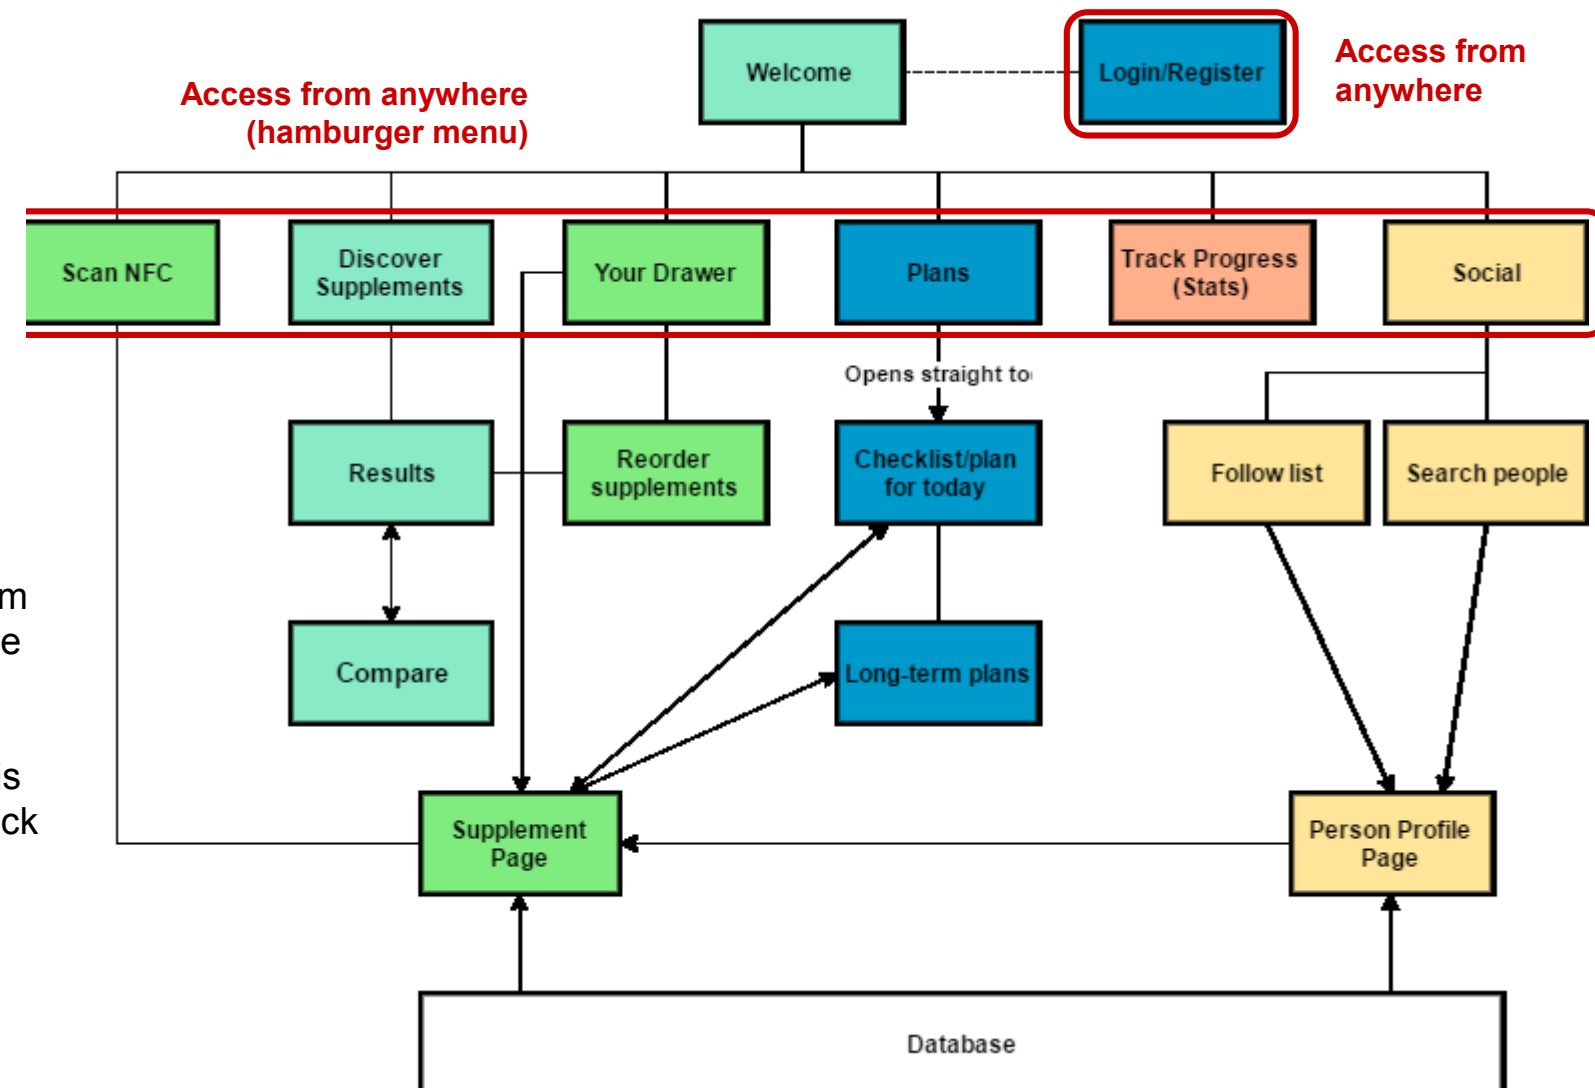 Welcome
Login/Register
Access from
anywhere
Access from anywhere
(hamburger menu)
Scan NFC
Discover
Supplements
Your Drawer
Plans
Track Progress
(Stats)
Social
Opens straight to
Results
Reorder
supplements
Checklist/plan
for today
Follow list
Search people
Compare
Long-term plans
Supplement
Page
Person Profile
Page
Database